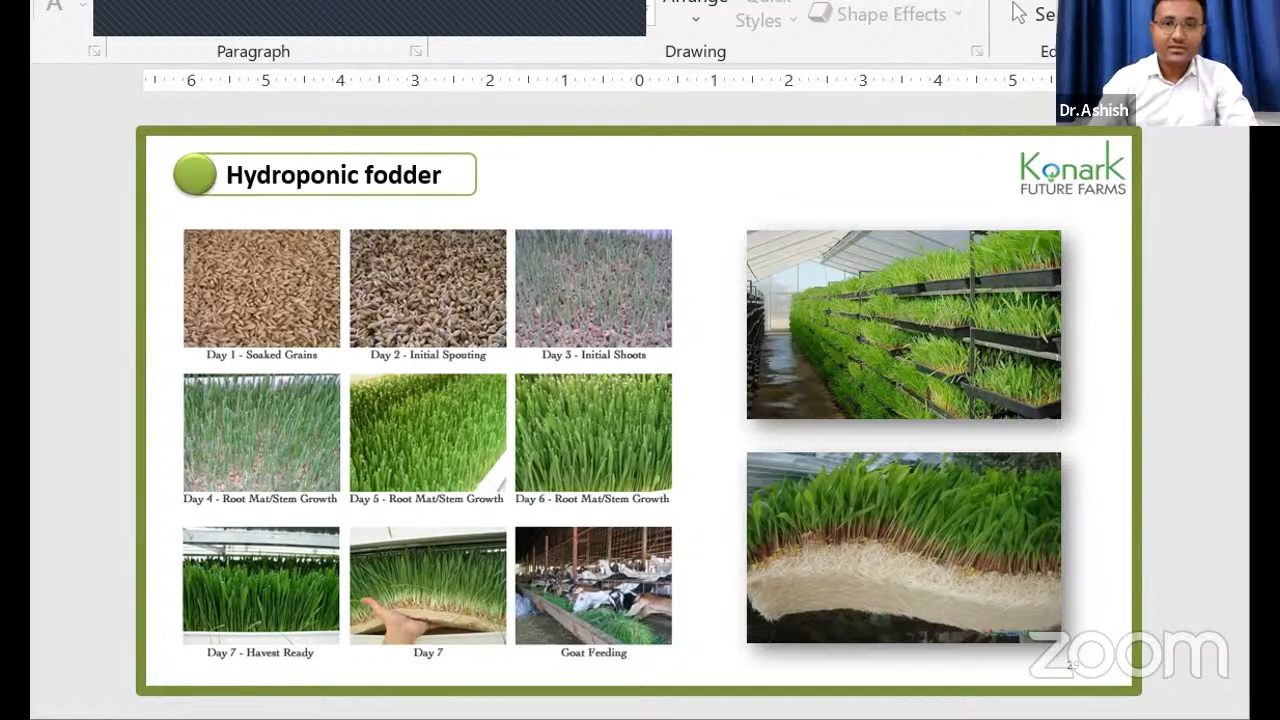 A
Arrange
Quick
Styles
Shape Effects
Se
Paragraph
Drawing
Ed
6 5 4 3 2 1 0 1 2 3 4 5
Dr.Ashish
Hydroponic fodder
Konark
FUTURE FARMS
Day 1 - Soaked Grains
Day 2 - Initial Spouting
Day 3 - Initial Shoots
Day 4 - Root Mat/Stem Growth
Day 5 - Root Mat/Stem Growth
Day 6 - Root Mat/Stem Growth
Day 7 - Havest Ready
Day 7
Goat Feeding
29
zoom